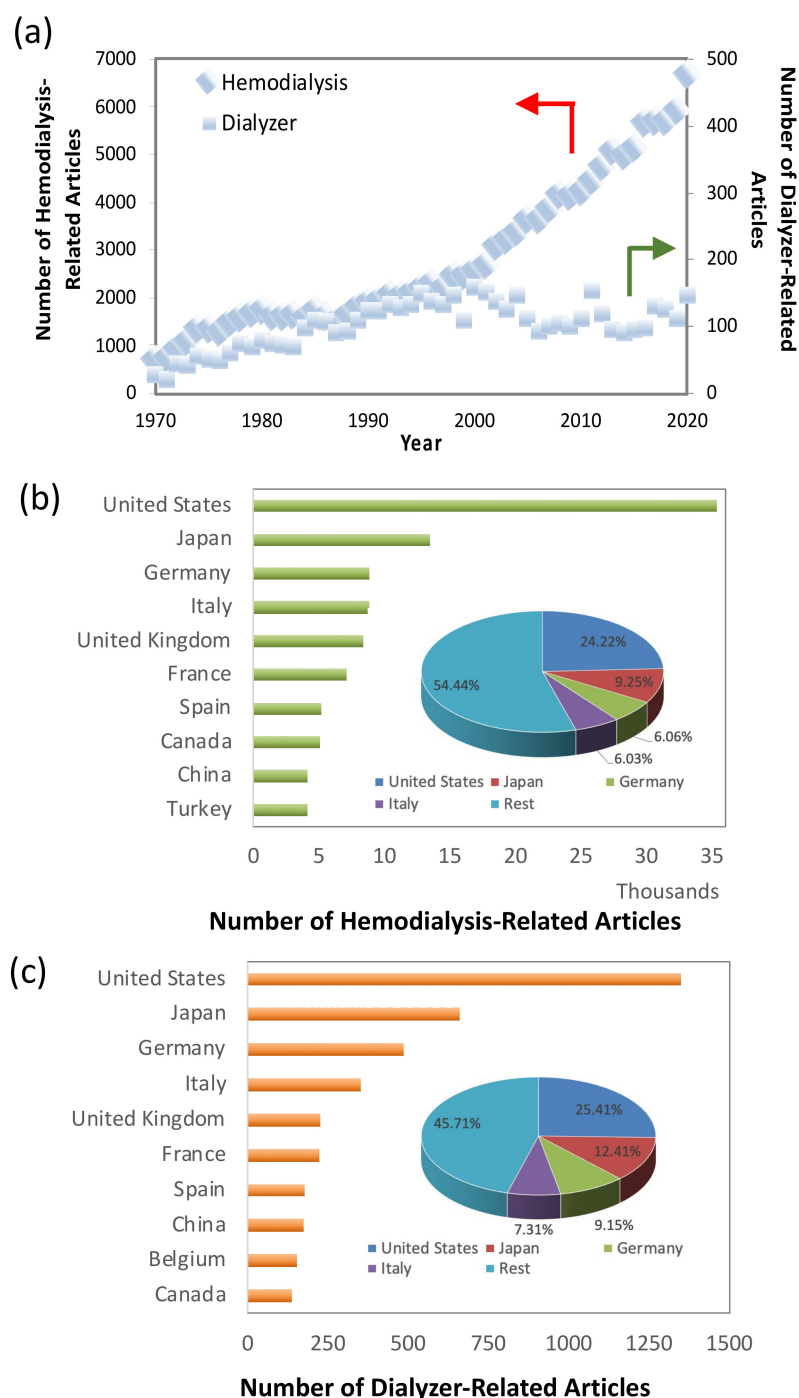 (a)
Number of Hemodialysis-
Related Articles
7000
6000
5000
4000
3000
2000
1000
0
Hemodialysis
Dialyzer
500
400
300
200
100
0
Number of Dialyzer-Related
Articles
1970
1980
1990
2000
2010
2020
Year
(b)
United States
Japan
Germany
Italy
United Kingdom
France
Spain
Canada
China
Turkey
24.22%
9.25%
6.06%
6.03%
54.44%
United States
Japan
Germany
Italy
Rest
0
5
10
15
20
25
30
35
Thousands
Number of Hemodialysis-Related Articles
(c)
United States
Japan
Germany
Italy
United Kingdom
France
Spain
China
Belgium
Canada
25.41%
12.41%
9.15%
7.31%
45.71%
United States
Japan
Germany
Italy
Rest
0
250
500
750
1000
1250
1500
Number of Dialyzer-Related Articles